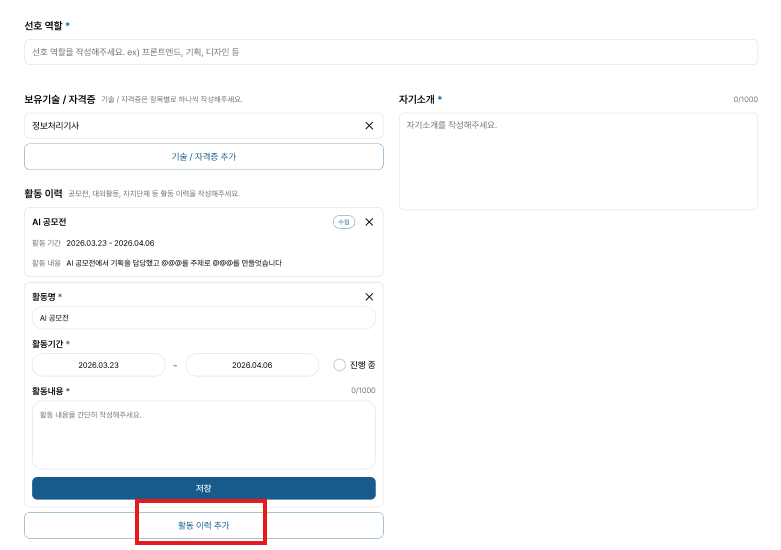 선호 역할 *
선호 역할을 작성해주세요. ex) 프론트엔드, 기획, 디자인 등
보유기술 / 자격증 기술 / 자격증은 항목별로 하나씩 작성해주세요.
정보처리기사
기술 / 자격증 추가
자기소개 * 0/1000
자기소개를 작성해주세요.
활동 이력 공모전, 대외활동, 자치단체 등 활동 이력을 작성해주세요.
AI 공모전 수정
활동 기간 2026.03.23 - 2026.04.06
활동 내용 AI 공모전에서 기획을 담당했고 @@@를 주제로 @@@를 만들엇습니다
활동명 *
AI 공모전
활동기간 *
2026.03.23 - 2026.04.06 진행 중
활동내용 * 0/1000
활동 내용을 간단히 작성해주세요.
저장
활동 이력 추가